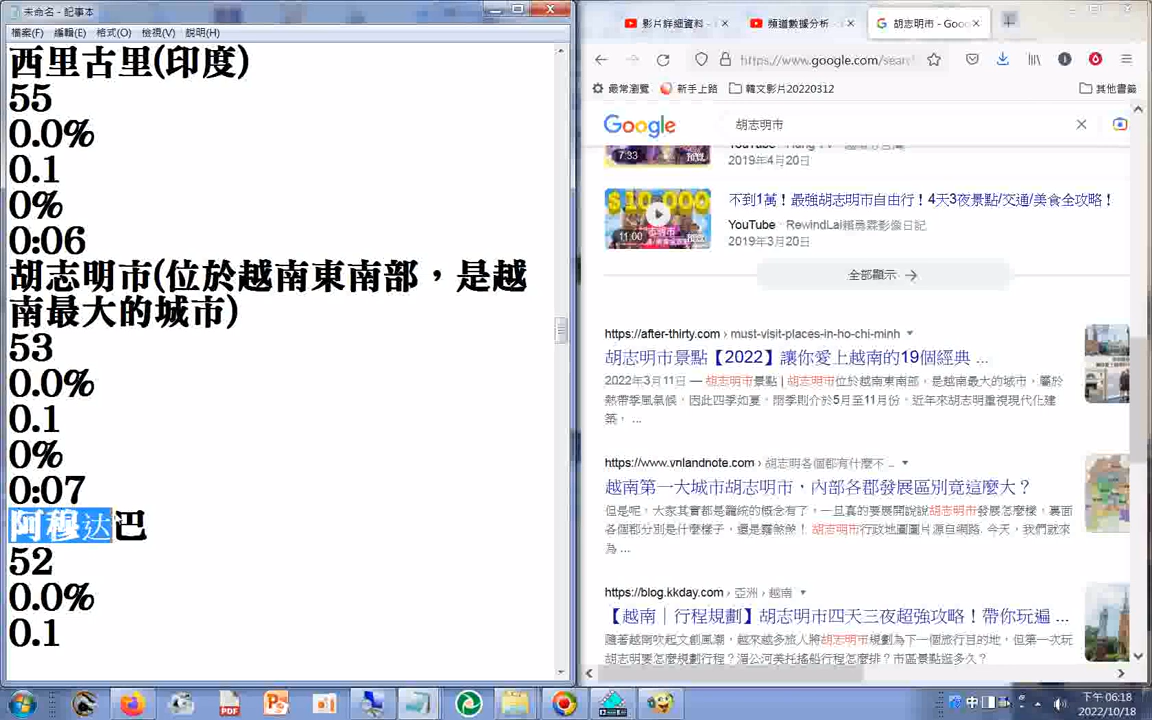 未命名 - 記事本
檔案(F) 編輯(E) 格式(O) 檢視(V) 說明(H)
西里古里(印度)
55
0.0%
0.1
0%
0:06
胡志明市(位於越南東南部，是越
南最大的城市)
53
0.0%
0.1
0%
0:07
阿穆达巴
52
0.0%
0.1
影片詳細資料 -
頻道數據分析
胡志明市 - Goo
https://www.google.com/sear
最常瀏覽 新手上路 韓文影片20220312 其他書籤
Google 胡志明市
7:33
2019年4月20日
$10,000
11:00
不到1萬！最強胡志明市自由行！4天3夜景點/交通/美食全攻略！
YouTube · RewindLai賴勗霖影像日記
2019年3月20日
全部顯示 →
https://after-thirty.com › must-visit-places-in-ho-chi-minh
胡志明市景點【2022】讓你愛上越南的19個經典 ...
2022年3月11日 — 胡志明市景點 | 胡志明市位於越南東南部，是越南最大的城市，屬於
熱帶季風氣候，因此四季如夏，雨季則介於5月至11月份，近年來胡志明重視現代化建
築， ...
https://www.vnlandnote.com › 胡志明各個郡有什麼不 ...
越南第一大城市胡志明市，內部各郡發展區別竟這麼大？
但是呢，大家其實都是籠統的概念有了，一旦真的要展開說說胡志明市發展怎麼樣，裏面
各個郡分別是什麼樣子，還是霧煞煞！ 胡志明市行政地圖圖片源自網路. 今天，我們就來
為 ...
https://blog.kkday.com › 亞洲 › 越南
【越南｜行程規劃】胡志明市四天三夜超強攻略！帶你玩遍 ...
隨著越南吹起文創風潮，越來越多旅人將胡志明市規劃為下一個旅行目的地，但第一次玩
胡志明要怎麼規劃行程？湄公河美托搖船行程怎麼排？市區景點逛多久？
中
下午 06:18
2022/10/18